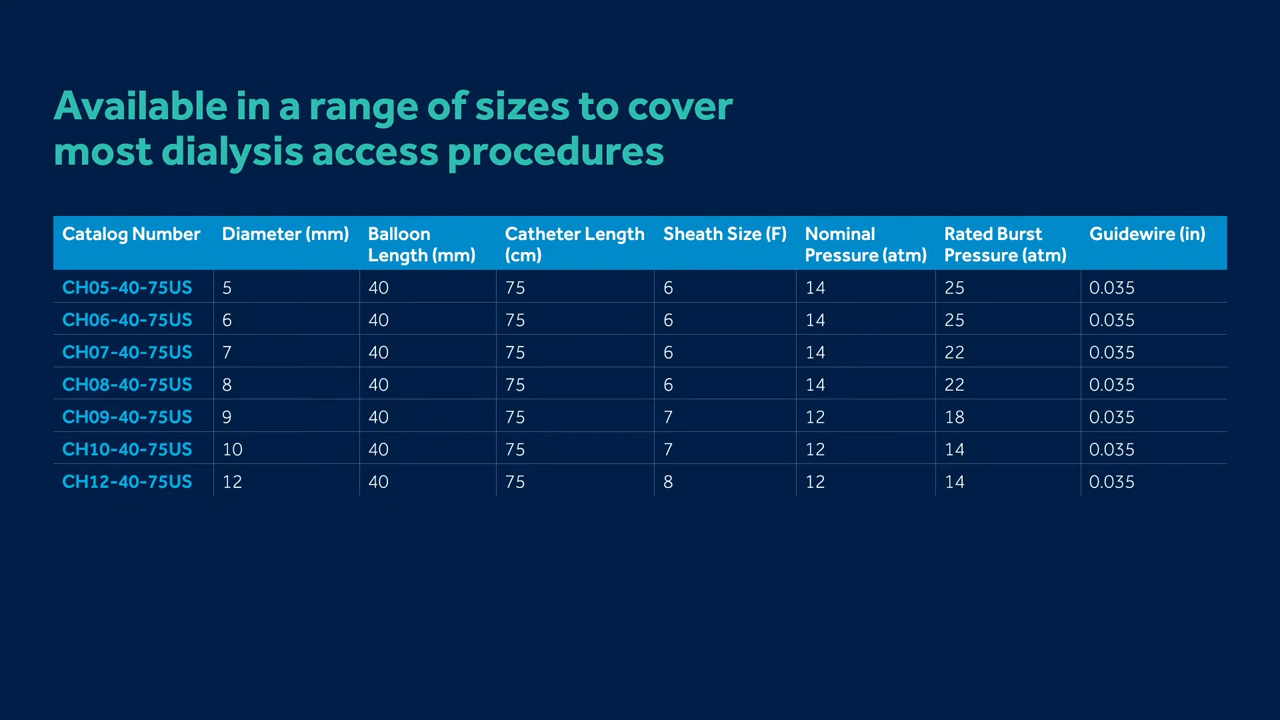 Available in a range of sizes to cover
most dialysis access procedures
Catalog Number Diameter (mm) Balloon Length (mm) Catheter Length (cm) Sheath Size (F) Nominal Pressure (atm) Rated Burst Pressure (atm) Guidewire (in)
CH05-40-75US 5 40 75 6 14 25 0.035
CH06-40-75US 6 40 75 6 14 25 0.035
CH07-40-75US 7 40 75 6 14 22 0.035
CH08-40-75US 8 40 75 6 14 22 0.035
CH09-40-75US 9 40 75 7 12 18 0.035
CH10-40-75US 10 40 75 7 12 14 0.035
CH12-40-75US 12 40 75 8 12 14 0.035